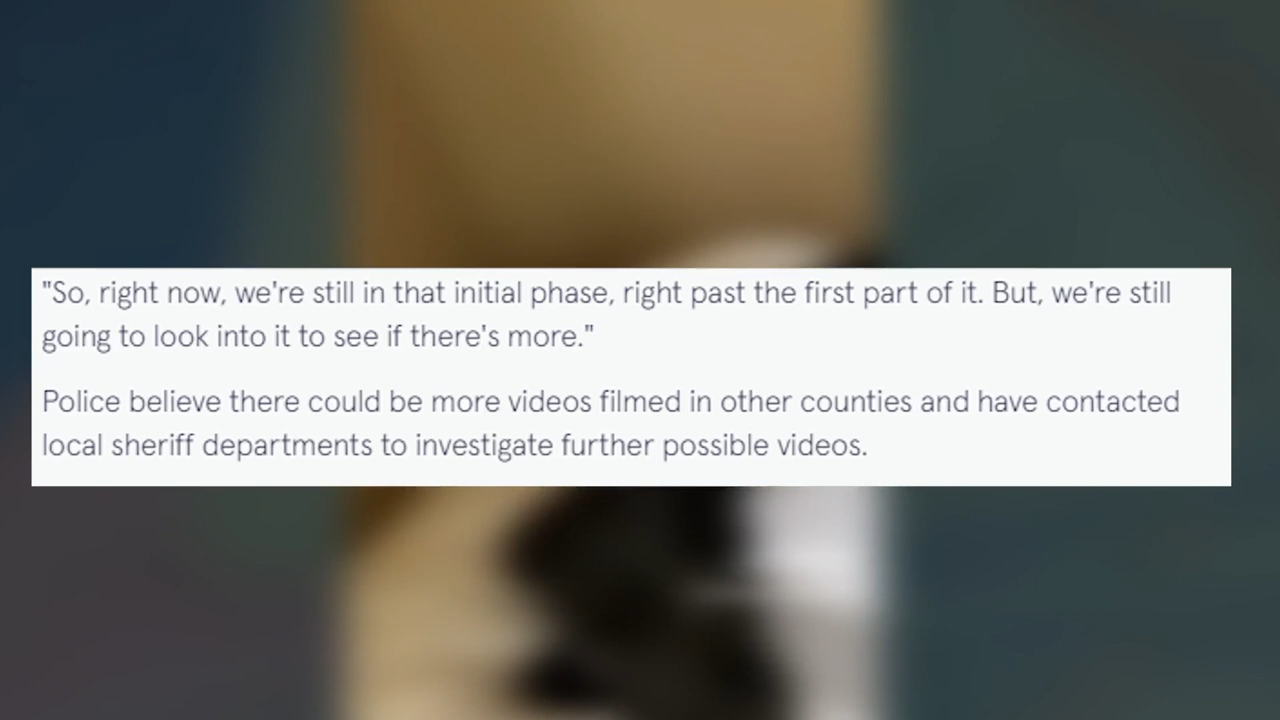 "So, right now, we're still in that initial phase, right past the first part of it. But, we're still
going to look into it to see if there's more."
Police believe there could be more videos filmed in other counties and have contacted
local sheriff departments to investigate further possible videos.